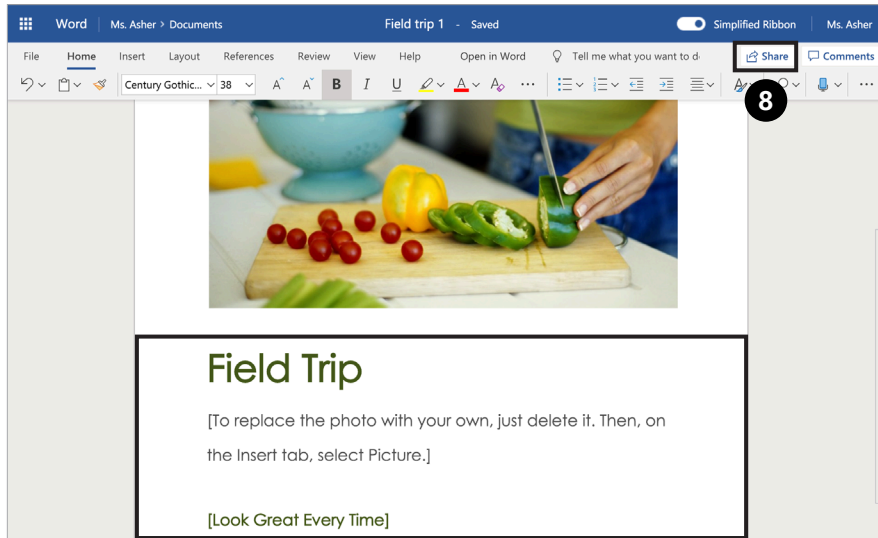 Word Ms. Asher > Documents Field trip 1 - Saved Simplified Ribbon Ms. Asher
File Home Insert Layout References Review View Help Open in Word Tell me what you want to d Share Comments
Century Gothic... 38 A A B I U A A ...
8
Field Trip
[To replace the photo with your own, just delete it. Then, on
the Insert tab, select Picture.]
[Look Great Every Time]